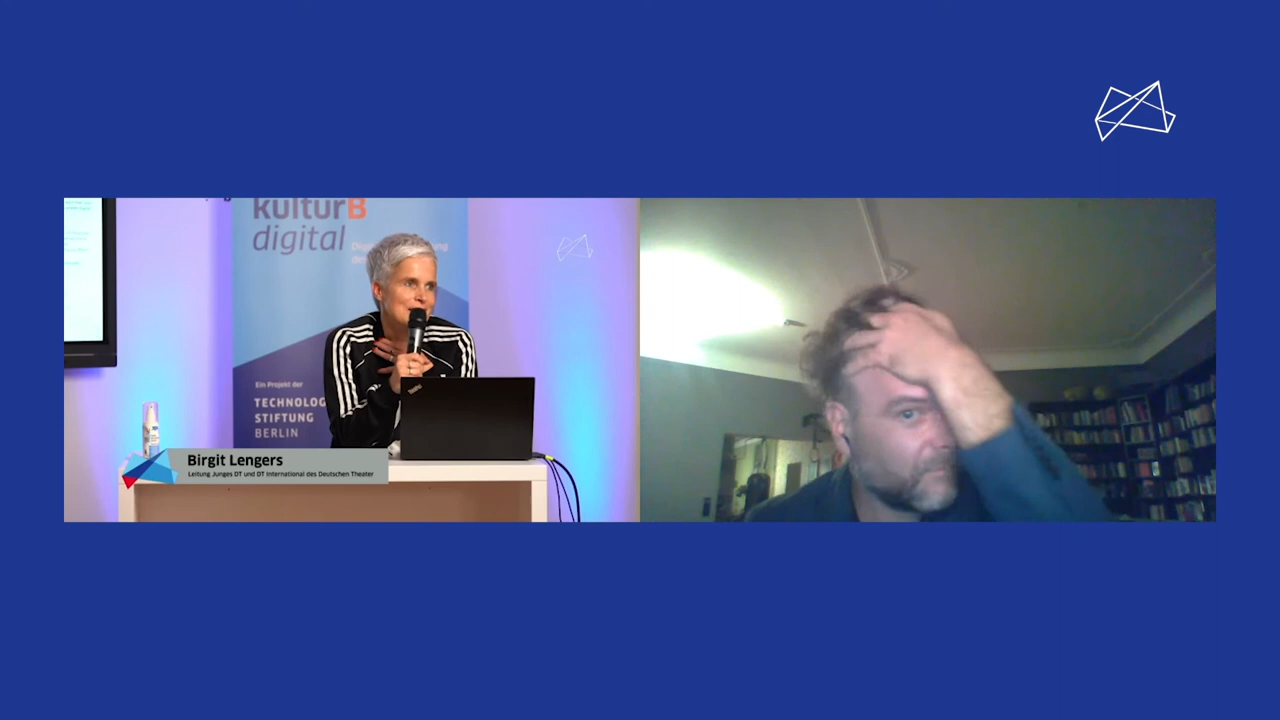 kulturB
digital
Ein Projekt der
TECHNOLOG
STIFTUNG
BERLIN
Birgit Lengers
Leitung Junges DT und DT International des Deutschen Theater